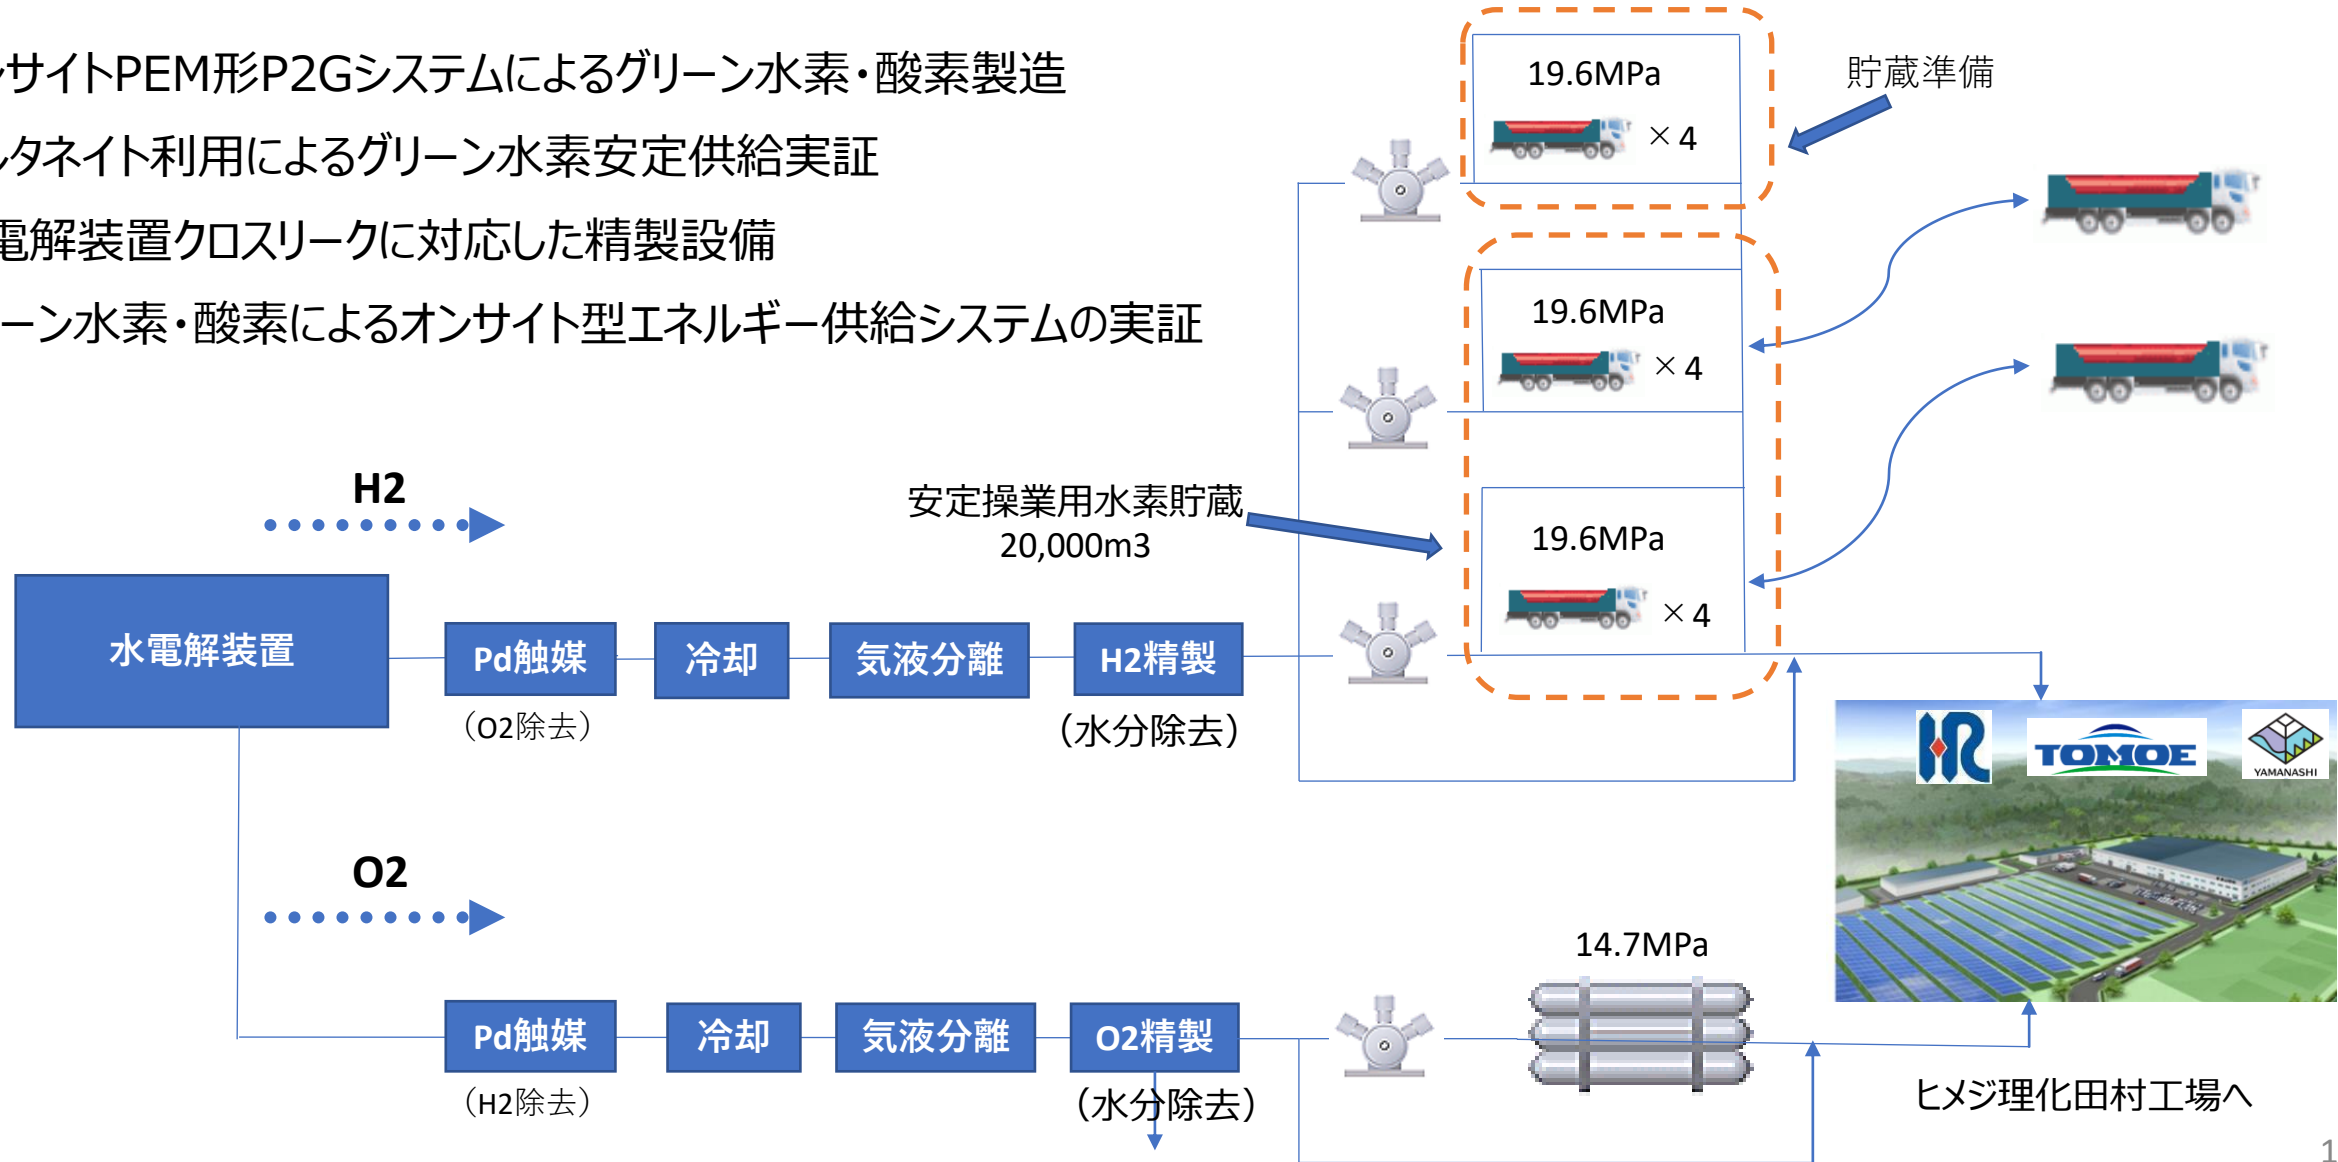 ンサイトPEM形P2Gシステムによるグリーン水素・酸素製造
ルタネイト利用によるグリーン水素安定供給実証
電解装置クロスリークに対応した精製設備
ーン水素・酸素によるオンサイト型エネルギー供給システムの実証
19.6MPa
×4
貯蔵準備
19.6MPa
×4
安定操業用水素貯蔵
20,000m3
19.6MPa
×4
H2
水電解装置
Pd触媒
冷却
気液分離
H2精製
（O2除去）
（水分除去）
HR
TOMOE
YAMANASHI
O2
14.7MPa
Pd触媒
冷却
気液分離
O2精製
（H2除去）
（水分除去）
ヒメジ理化田村工場へ
1